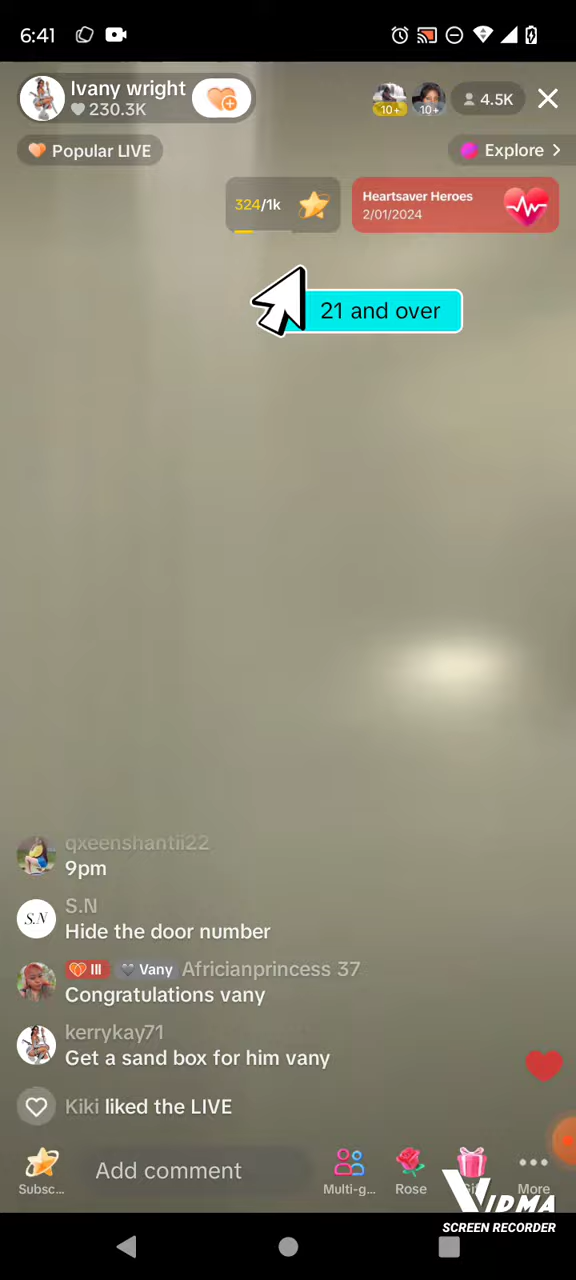 6:41
Ivany wright
230.3K
10+
10+
4.5K
Popular LIVE
Explore
324/1k
Heartsaver Heroes
2/01/2024
21 and over
qxeenshantii22
9pm
S.N
S.N
Hide the door number
III Vany Africianprincess 37
Congratulations vany
kerrykay71
Get a sand box for him vany
Kiki liked the LIVE
Add comment
Subsc...
Multi-g...
Rose
More
VIDMA
SCREEN RECORDER